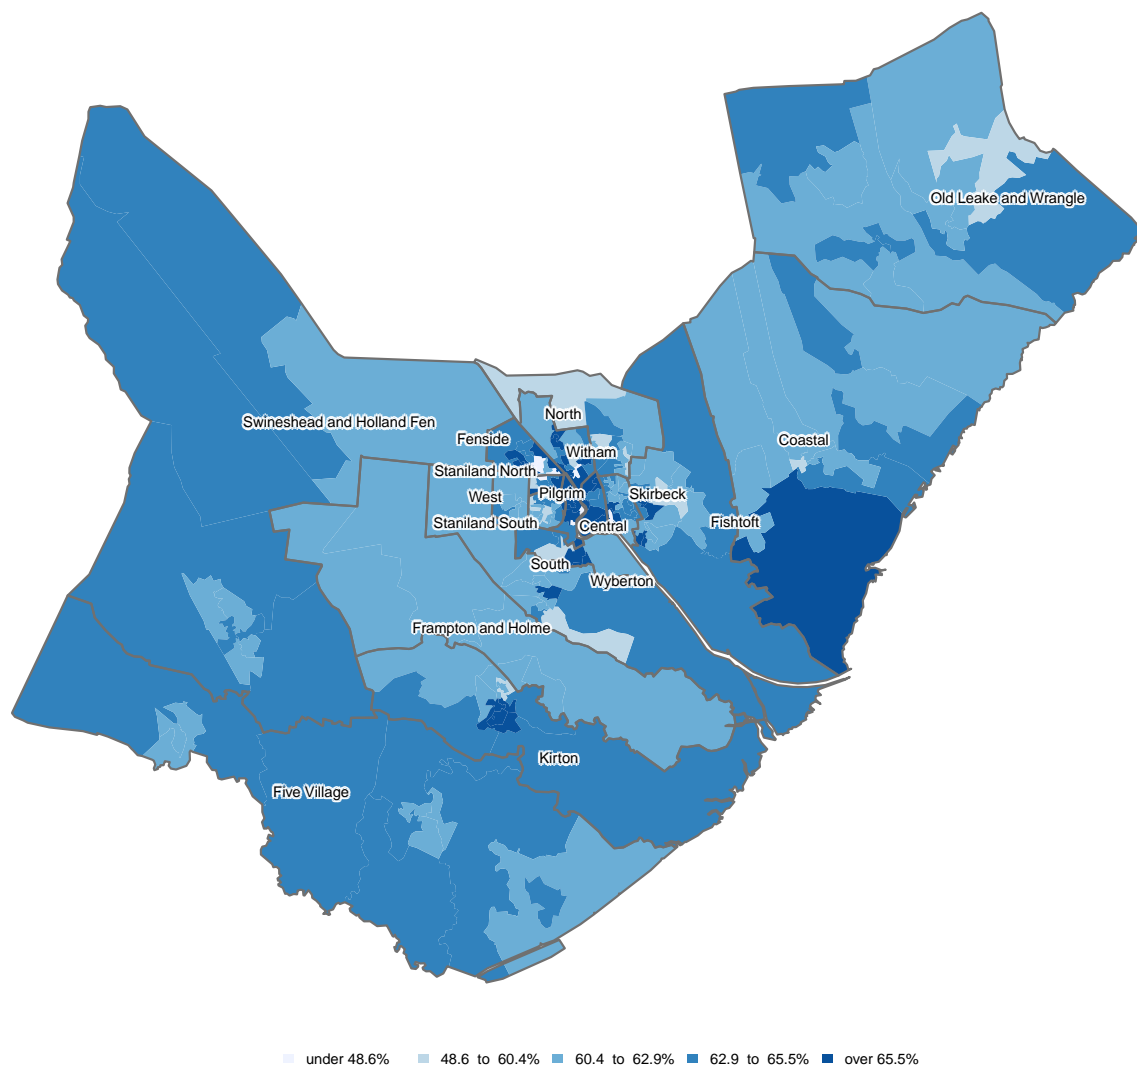 Old Leake and Wrangle
Swineshead and Holland Fen
North
Fenside
Coastal
Witham
Staniland North
West
Pilgrim
Skirbeck
Staniland South
Central
Fishtoft
South
Wyberton
Frampton and Holme
Kirton
Five Village
under 48.6%
48.6 to 60.4%
60.4 to 62.9%
62.9 to 65.5%
over 65.5%